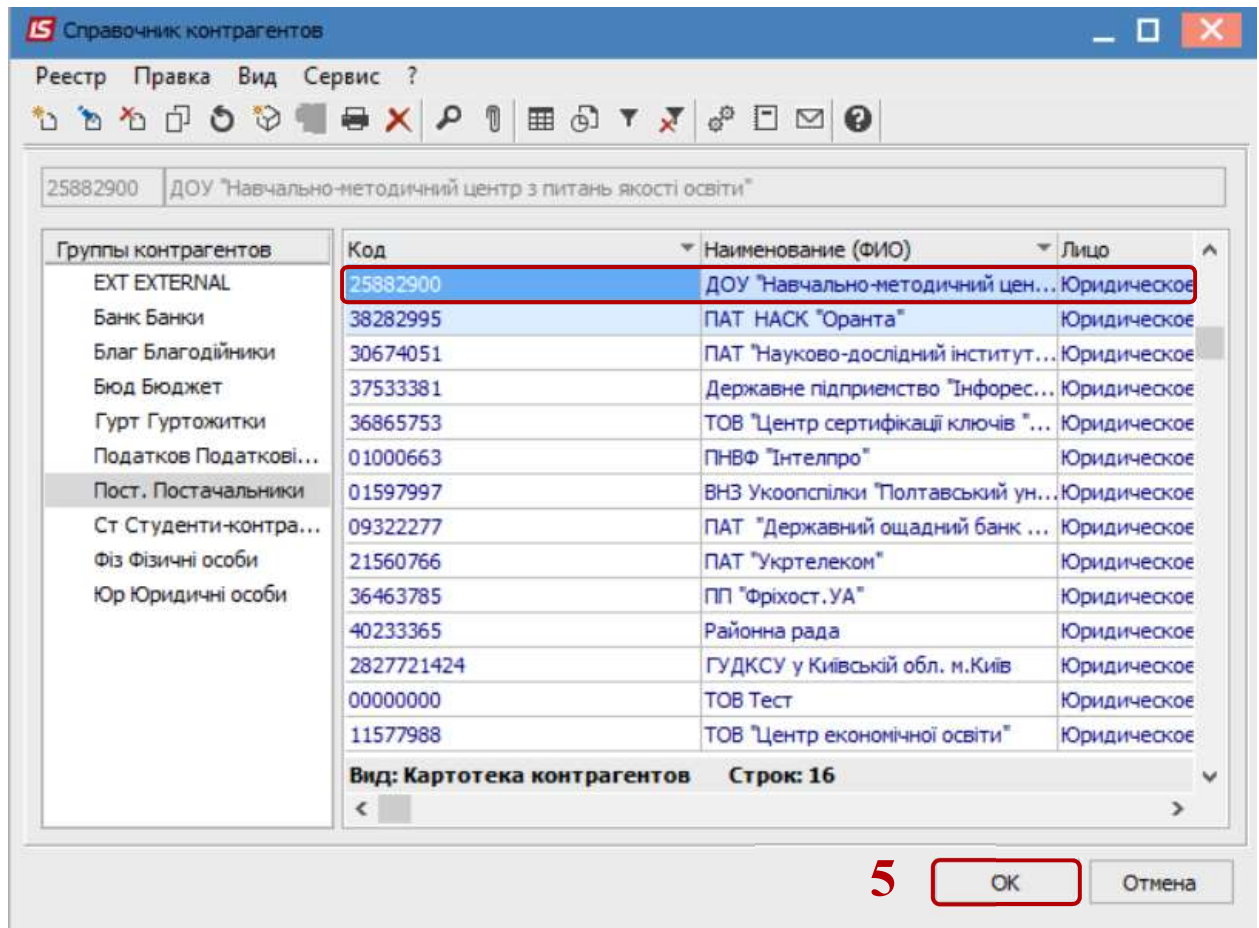 Справочник контрагентов
Реестр Правка Вид Сервис ?
25882900 ДОУ "Навчально-методичний центр з питань якості освіти"
Группы контрагентов
EXT EXTERNAL
Банк Банки
Благ Благодійники
Бюд Бюджет
Гурт Гуртожитки
Податков Податкові...
Пост. Постачальники
Ст Студенти-контра...
Фіз Фізичні особи
Юр Юридичні особи
Код Наименование (ФИО) Лицо
25882900 ДОУ "Навчально-методичний цен... Юридическое
38282995 ПАТ НАСК "Оранта" Юридическое
30674051 ПАТ "Науково-дослідний інститут... Юридическое
37533381 Державне підприємство "Інфорес... Юридическое
36865753 ТОВ "Центр сертифікації ключів "... Юридическое
01000663 ПНВФ "Інтелпро" Юридическое
01597997 ВНЗ Укоопспілки "Полтавський ун... Юридическое
09322277 ПАТ "Державний ощадний банк ... Юридическое
21560766 ПАТ "Укртелеком" Юридическое
36463785 ПП "Фріхост.УА" Юридическое
40233365 Районна рада Юридическое
2827721424 ГУДКСУ у Київській обл. м.Київ Юридическое
00000000 ТОВ Тест Юридическое
11577988 ТОВ "Центр економічної освіти" Юридическое
Вид: Картотека контрагентов Строк: 16
5 OK Отмена